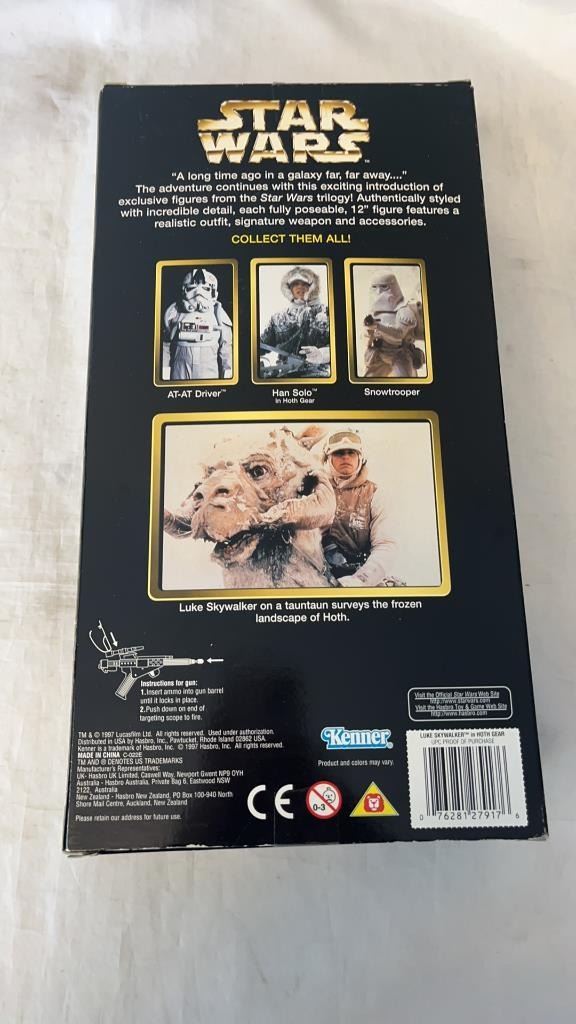 STAR
WARS™
"A long time ago in a galaxy far, far away...."
The adventure continues with this exciting introduction of
exclusive figures from the Star Wars trilogy! Authentically styled
with incredible detail, each fully poseable, 12" figure features a
realistic outfit, signature weapon and accessories.
COLLECT THEM ALL!
AT-AT Driver™
Han Solo™
in Hoth Gear
Snowtrooper
Luke Skywalker on a tauntaun surveys the frozen
landscape of Hoth.
Instructions for gun:
1.Insert ammo into gun barrel
until it locks in place.
2.Push down on end of
targeting scope to fire.
Visit the Official Star Wars Web Site
http://www.starwars.com
Visit the Hasbro Toy & Game Web Site
http://www.hasbro.com
TM & © 1997 Lucasfilm Ltd. All rights reserved. Used under authorization.
Distributed in USA by Hasbro, Inc., Pawtucket, Rhode Island 02862 USA.
Kenner is a trademark of Hasbro, Inc. © 1997 Hasbro, Inc. All rights reserved.
MADE IN CHINA C-022E
TM AND ® DENOTES US TRADEMARKS
Manufacturer's Representatives:
UK- Hasbro UK Limited, Caswell Way, Newport Gwent NP9 0YH
Australia - Hasbro Australia, Private Bag 6, Eastwood NSW
2122, Australia
New Zealand - Hasbro New Zealand, PO Box 100-940 North
Shore Mail Centre, Auckland, New Zealand
Please retain our address for future use.
Kenner
Product and colors may vary.
CE
0-3
LUKE SKYWALKER™ in HOTH GEAR
UPC PROOF OF PURCHASE
0 76281 27917 6